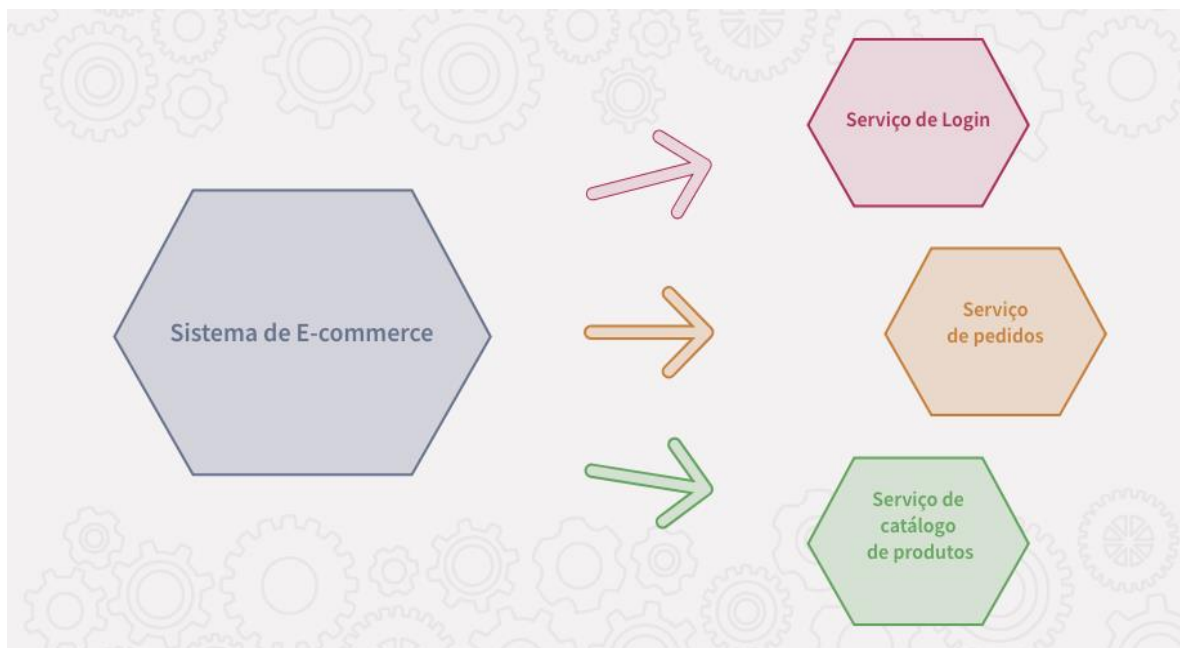 Sistema de E-commerce
Serviço de Login
Serviço
de pedidos
Serviço de
catálogo
de produtos